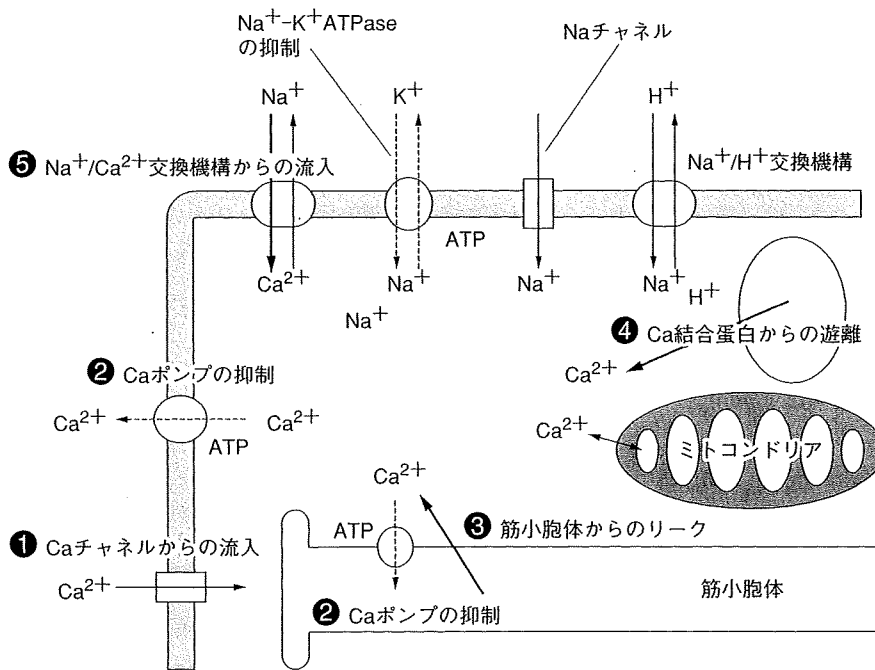 Na⁺–K⁺ATPase
の抑制
Naチャネル
Na⁺
K⁺
H⁺
❺ Na⁺/Ca²⁺交換機構からの流入
Na⁺/H⁺交換機構
ATP
Ca²⁺
Na⁺
Na⁺
Na⁺
H⁺
Na⁺
❹ Ca結合蛋白からの遊離
Ca²⁺
❷ Caポンプの抑制
Ca²⁺
Ca²⁺
ATP
Ca²⁺
ミトコンドリア
Ca²⁺
ATP
❸ 筋小胞体からのリーク
❶ Caチャネルからの流入
Ca²⁺
筋小胞体
❷ Caポンプの抑制